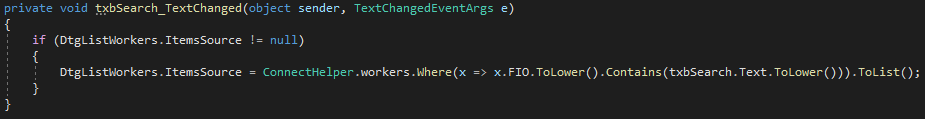 private void txbSearch_TextChanged(object sender, TextChangedEventArgs e)
{
if (DtgListWorkers.ItemsSource != null)
{
DtgListWorkers.ItemsSource = ConnectHelper.workers.Where(x => x.FIO.ToLower().Contains(txbSearch.Text.ToLower())).ToList();
}
}